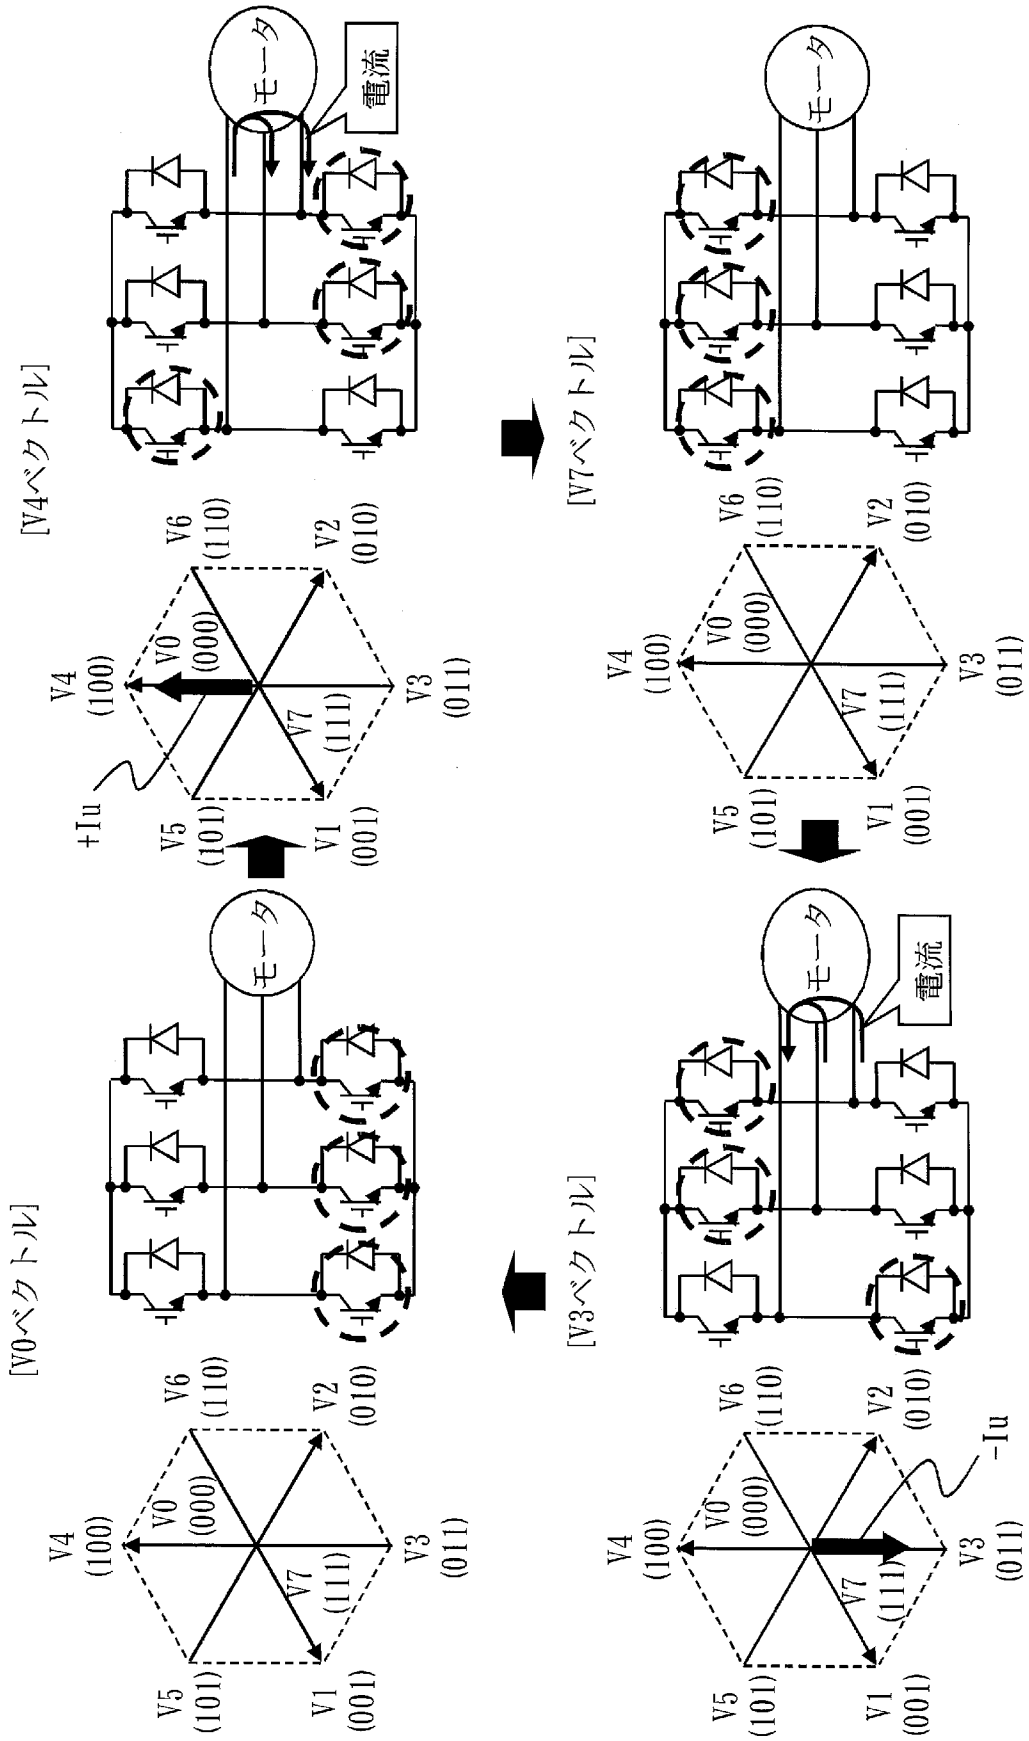 [V0ベクトル]
V4
(100)
V5
(101)
V0
(000)
V6
(110)
V7
(111)
V1
(001)
V2
(010)
V3
(011)
モータ
[V4ベクトル]
+Iu
V4
(100)
V5
(101)
V0
(000)
V6
(110)
V7
(111)
V1
(001)
V2
(010)
V3
(011)
モータ
電流
[V3ベクトル]
V4
(100)
V5
(101)
V0
(000)
V6
(110)
V7
(111)
V1
(001)
V2
(010)
V3
(011)
-Iu
モータ
電流
[V7ベクトル]
V4
(100)
V5
(101)
V0
(000)
V6
(110)
V7
(111)
V1
(001)
V2
(010)
V3
(011)
モータ